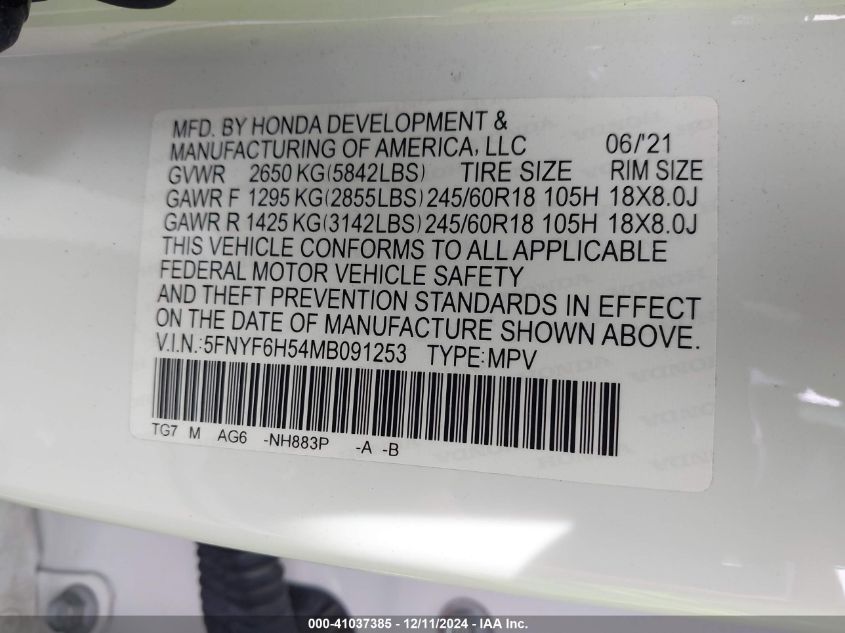 MFD. BY HONDA DEVELOPMENT &
MANUFACTURING OF AMERICA, LLC 06/'21
GVWR 2650 KG(5842LBS) TIRE SIZE RIM SIZE
GAWR F 1295 KG(2855LBS) 245/60R18 105H 18X8.0J
GAWR R 1425 KG(3142LBS) 245/60R18 105H 18X8.0J
THIS VEHICLE CONFORMS TO ALL APPLICABLE
FEDERAL MOTOR VEHICLE SAFETY
AND THEFT PREVENTION STANDARDS IN EFFECT
ON THE DATE OF MANUFACTURE SHOWN ABOVE.
V.I.N.:5FNYF6H54MB091253 TYPE:MPV
TG7 M AG6 -NH883P -A -B
000-41037385 - 12/11/2024 - IAAI.com